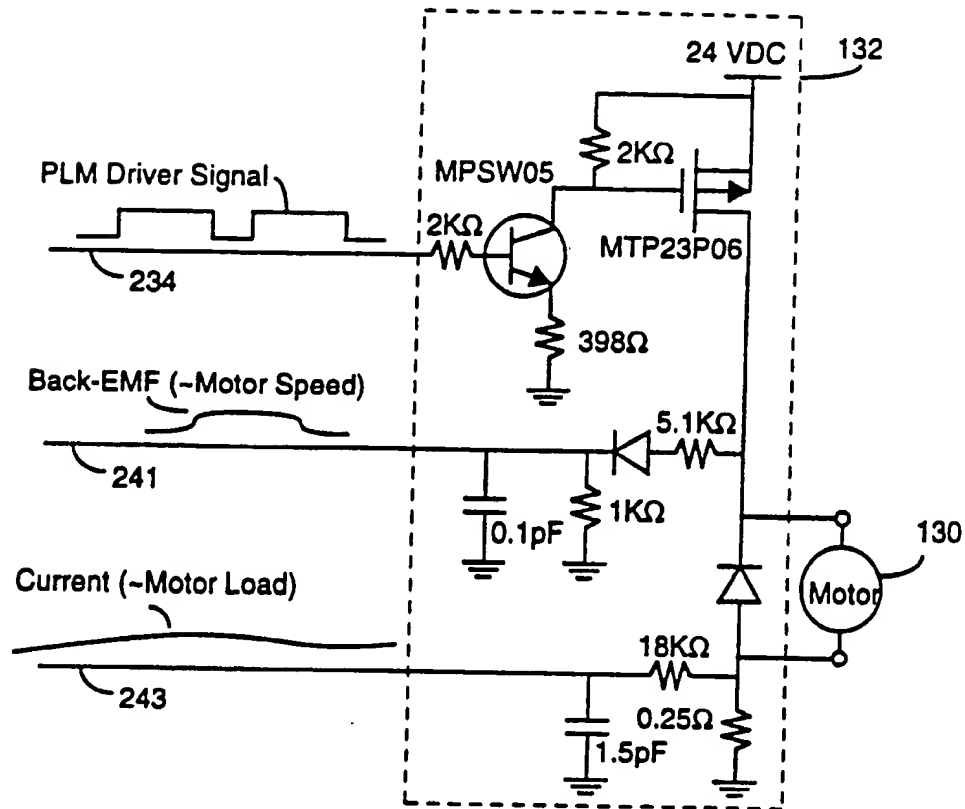 24 VDC
132
2KΩ
MPSW05
PLM Driver Signal
2KΩ
MTP23P06
234
398Ω
Back-EMF (~Motor Speed)
5.1KΩ
241
1KΩ
0.1pF
130
Current (~Motor Load)
Motor
18KΩ
243
0.25Ω
1.5pF